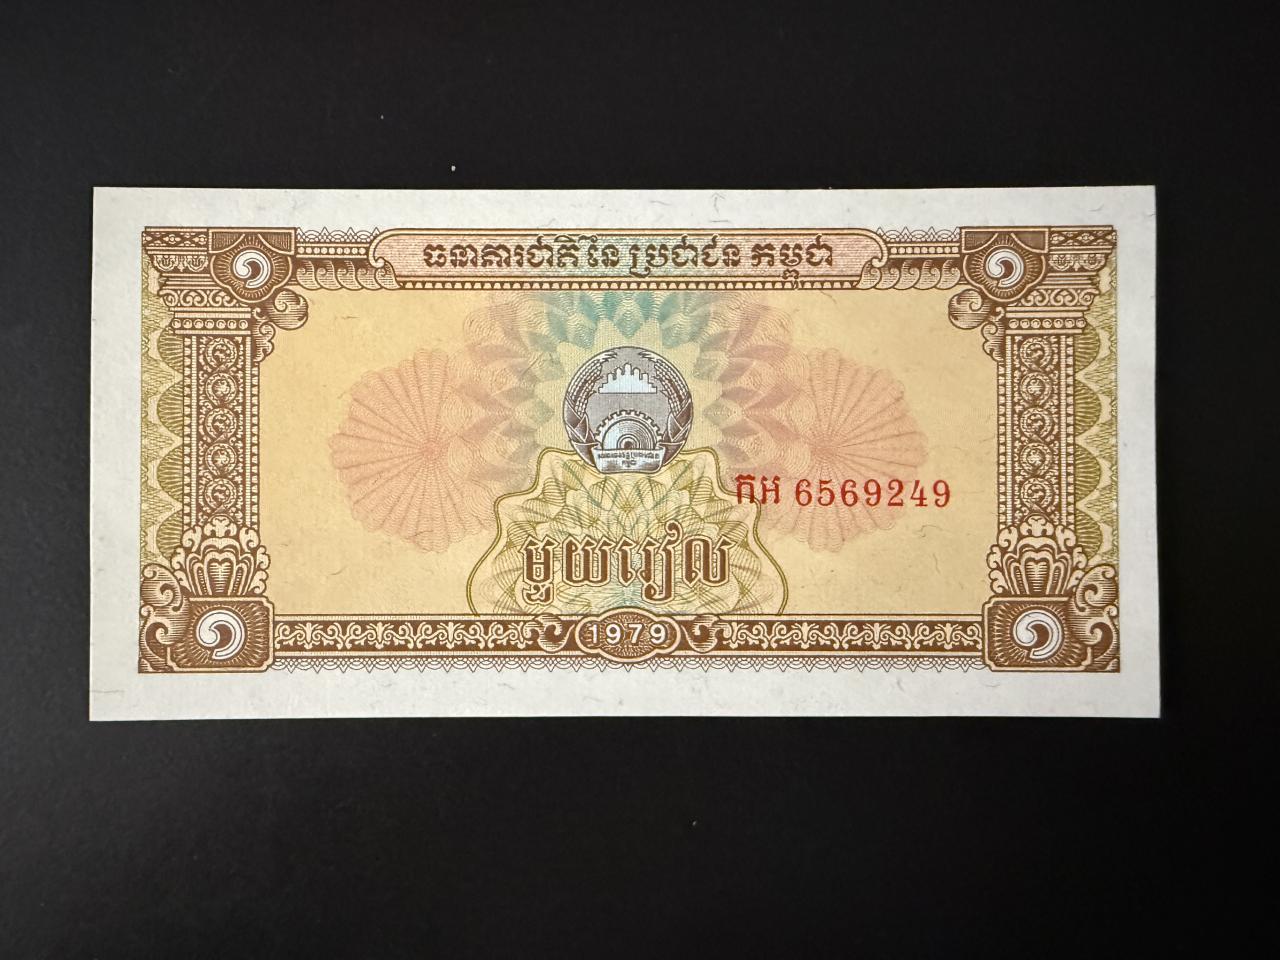 ធនាគារជាតិនៃប្រជាជនកម្ពុជា
១ ១
កអ 6569249
មួយរៀល
១ 1979 ១